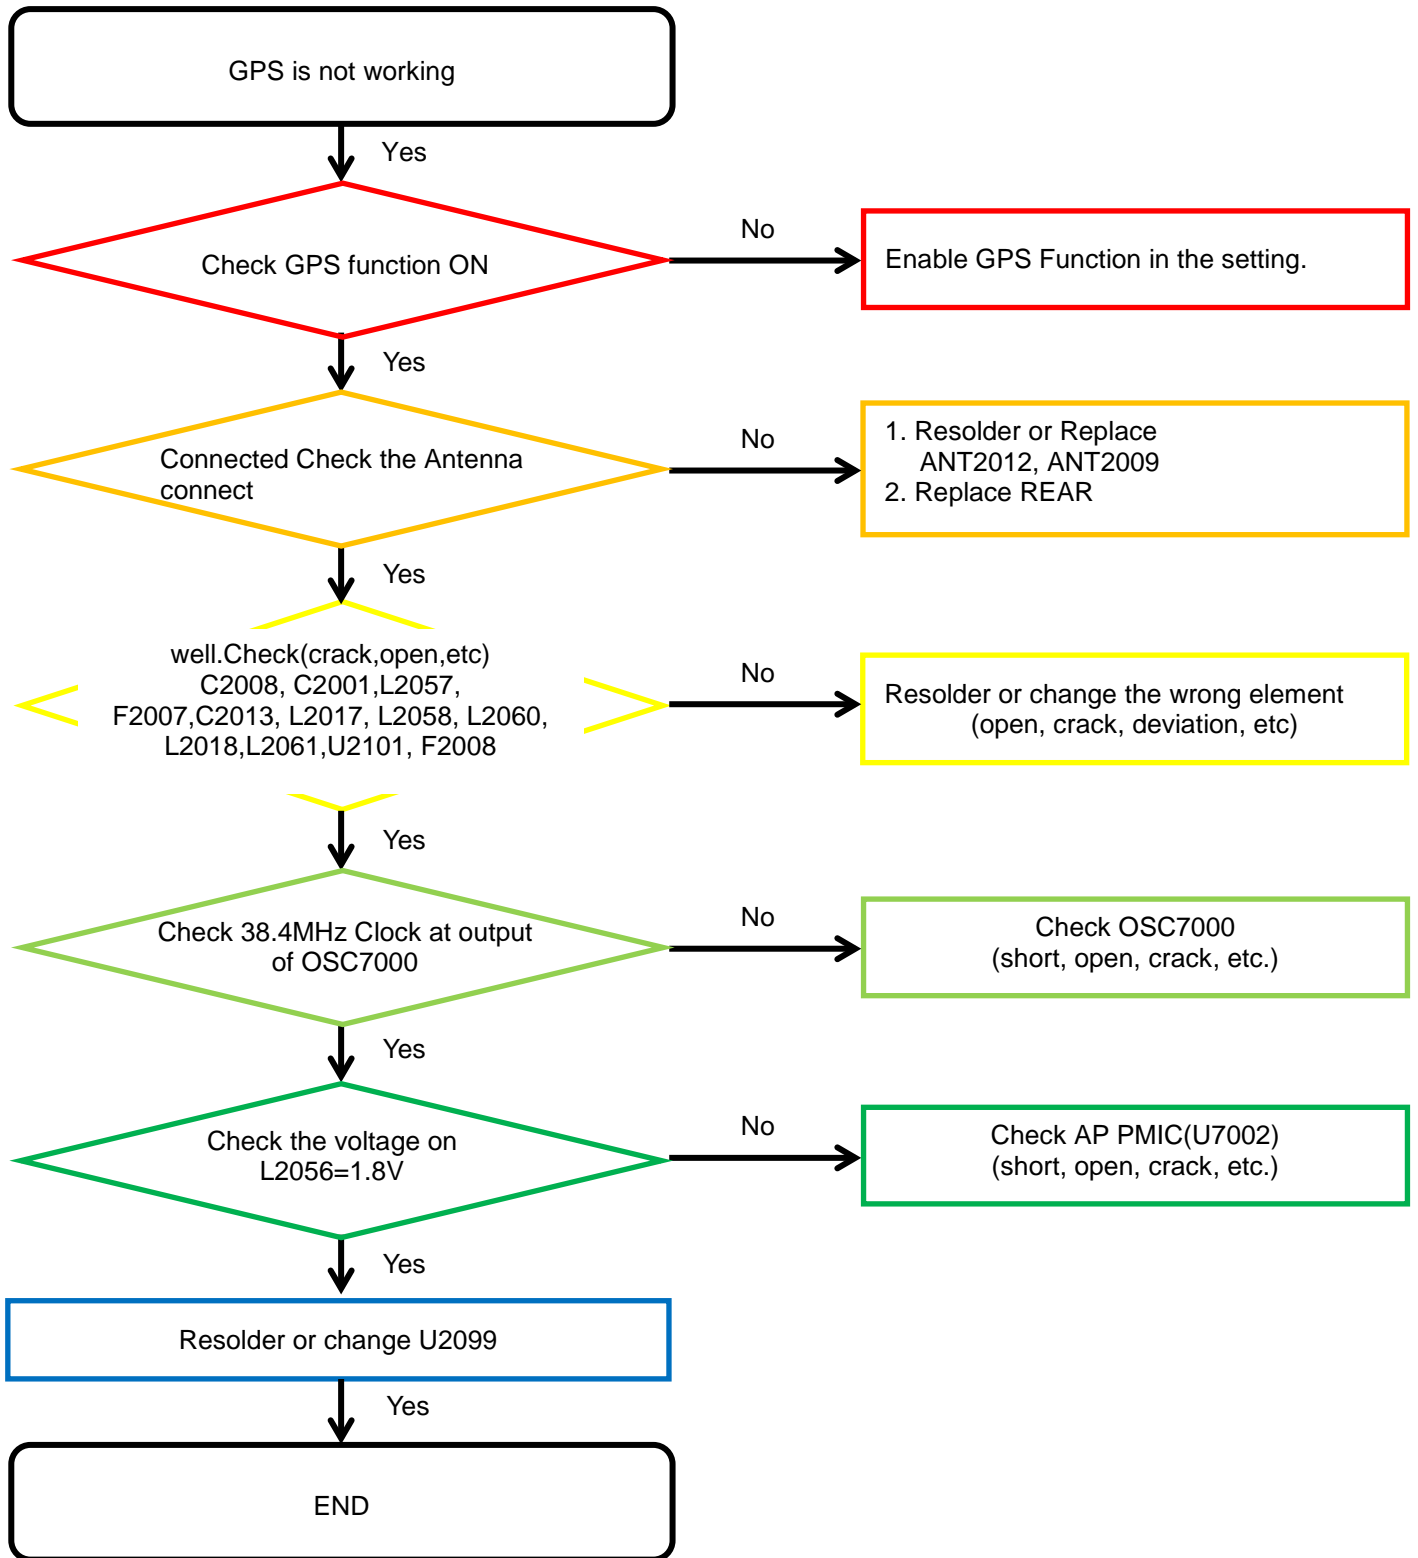 GPS is not working
Yes
Check GPS function ON
No
Enable GPS Function in the setting.
Yes
Connected Check the Antenna
connect
No
1. Resolder or Replace
ANT2012, ANT2009
2. Replace REAR
Yes
well.Check(crack,open,etc)
C2008, C2001,L2057,
F2007,C2013, L2017, L2058, L2060,
L2018,L2061,U2101, F2008
No
Resolder or change the wrong element
(open, crack, deviation, etc)
Yes
Check 38.4MHz Clock at output
of OSC7000
No
Check OSC7000
(short, open, crack, etc.)
Yes
Check the voltage on
L2056=1.8V
No
Check AP PMIC(U7002)
(short, open, crack, etc.)
Yes
Resolder or change U2099
Yes
END